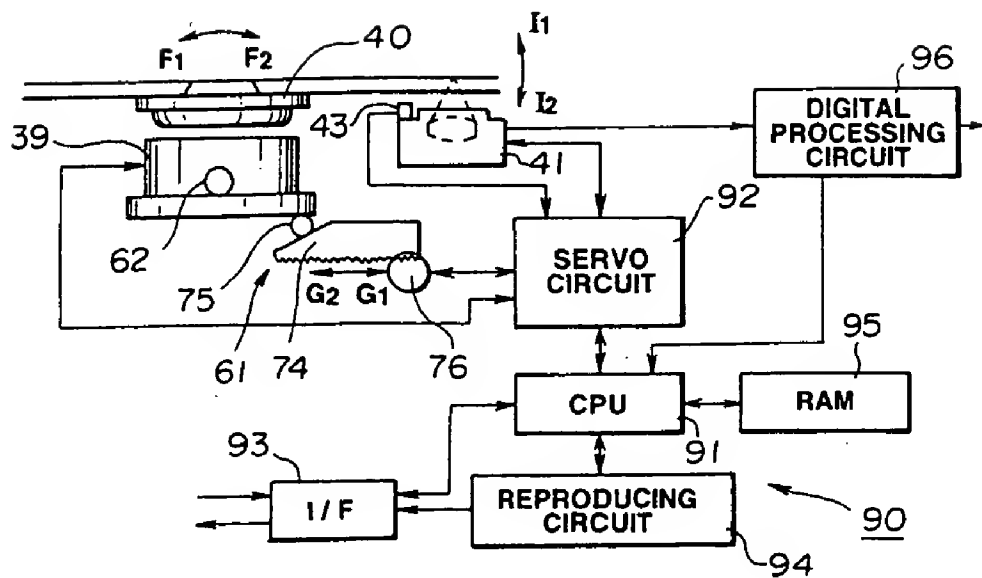 I1
F1
F2
40
96
43
I2
DIGITAL
PROCESSING
CIRCUIT
39
41
92
62
SERVO
CIRCUIT
75
G2
G1
95
61
74
76
CPU
RAM
93
91
I/F
REPRODUCING
CIRCUIT
90
94